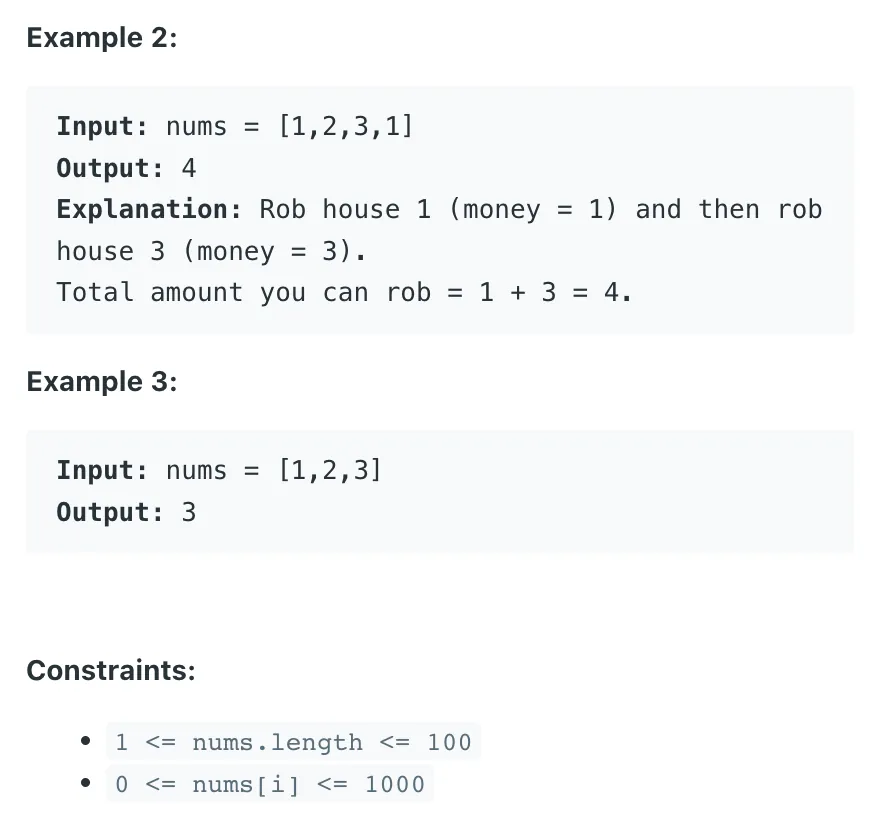 Example 2:
Input: nums = [1,2,3,1]
Output: 4
Explanation: Rob house 1 (money = 1) and then rob
house 3 (money = 3).
Total amount you can rob = 1 + 3 = 4.
Example 3:
Input: nums = [1,2,3]
Output: 3
Constraints:
• 1 <= nums.length <= 100
• 0 <= nums[i] <= 1000